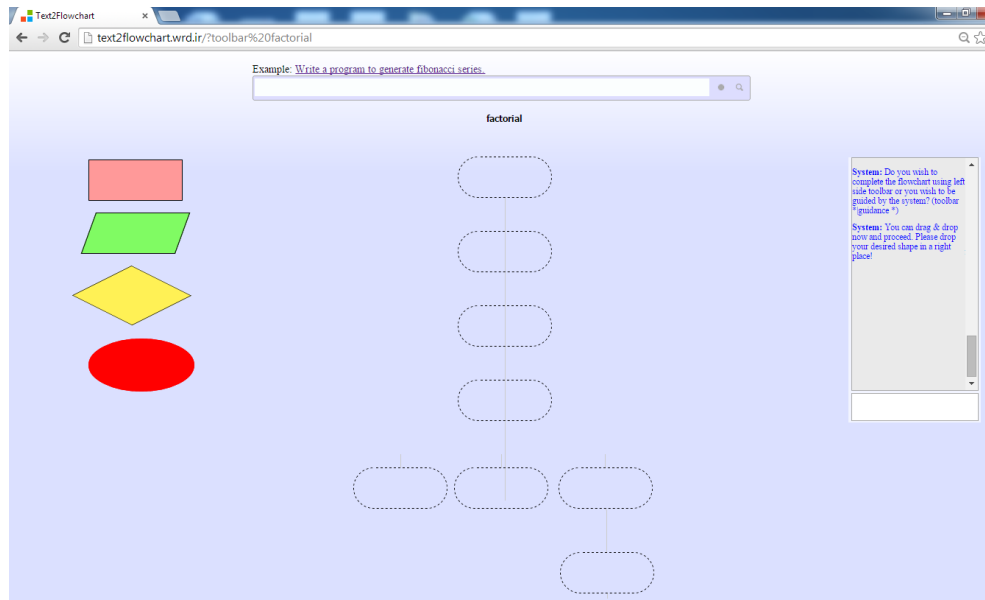 Text2Flowchart
text2flowchart.wrd.ir/?toolbar%20factorial
Example: Write a program to generate fibonacci series.
factorial
System: Do you wish to
complete the flowchart using left
side toolbar or you wish to be
guided by the system? (toolbar
*|guidance *)
System: You can drag & drop
now and proceed. Please drop
your desired shape in a right
place!